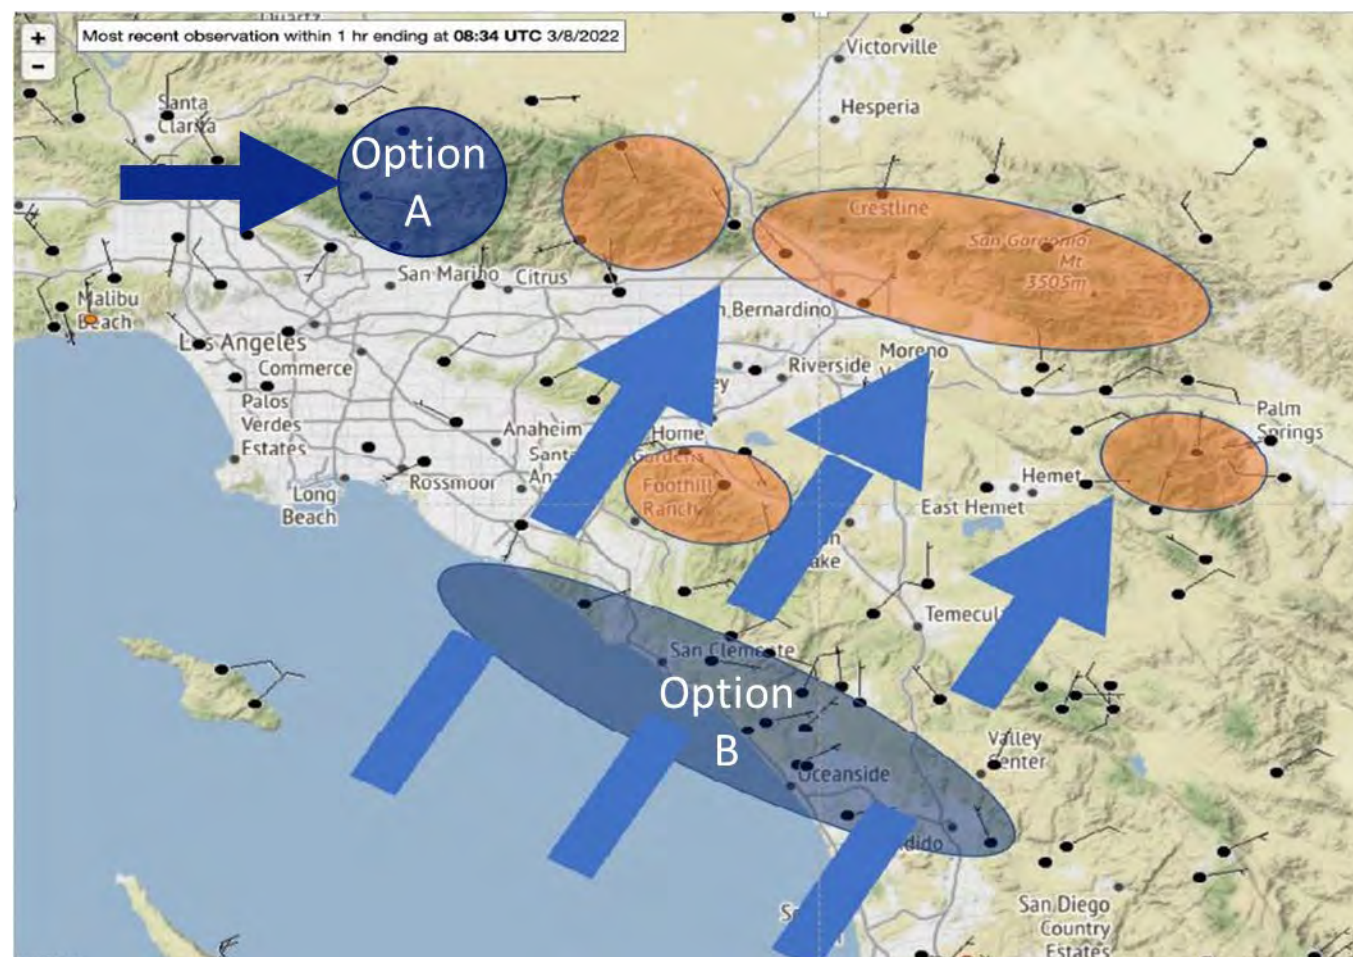 +
Most recent observation within 1 hr ending at 08:34 UTC 3/8/2022
−
Victorville
Hesperia
Santa
Clarita
Option
A
Crestline
San Gorgonio
Mt
3505m
San Marino
Citrus
Malibu
Beach
Bernardino
Los Angeles
Commerce
Riverside
Moreno
Palos
Verdes
Estates
Palm
Springs
Anaheim
Home
Gardens
Foothill
Ranch
Rossmoor
Long
Beach
Hemet
East Hemet
San Clemente
Option
B
Oceanside
Valley
Center
San Diego
Country
Estates